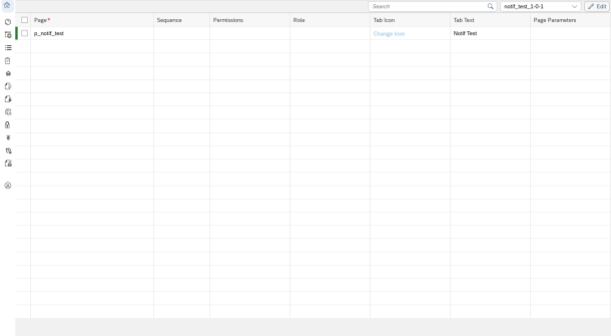 Search notif_test_1-0-1 Edit
Page* Sequence Permissions Role Tab Icon Tab Text Page Parameters
p_notif_test Change icon Notif Test